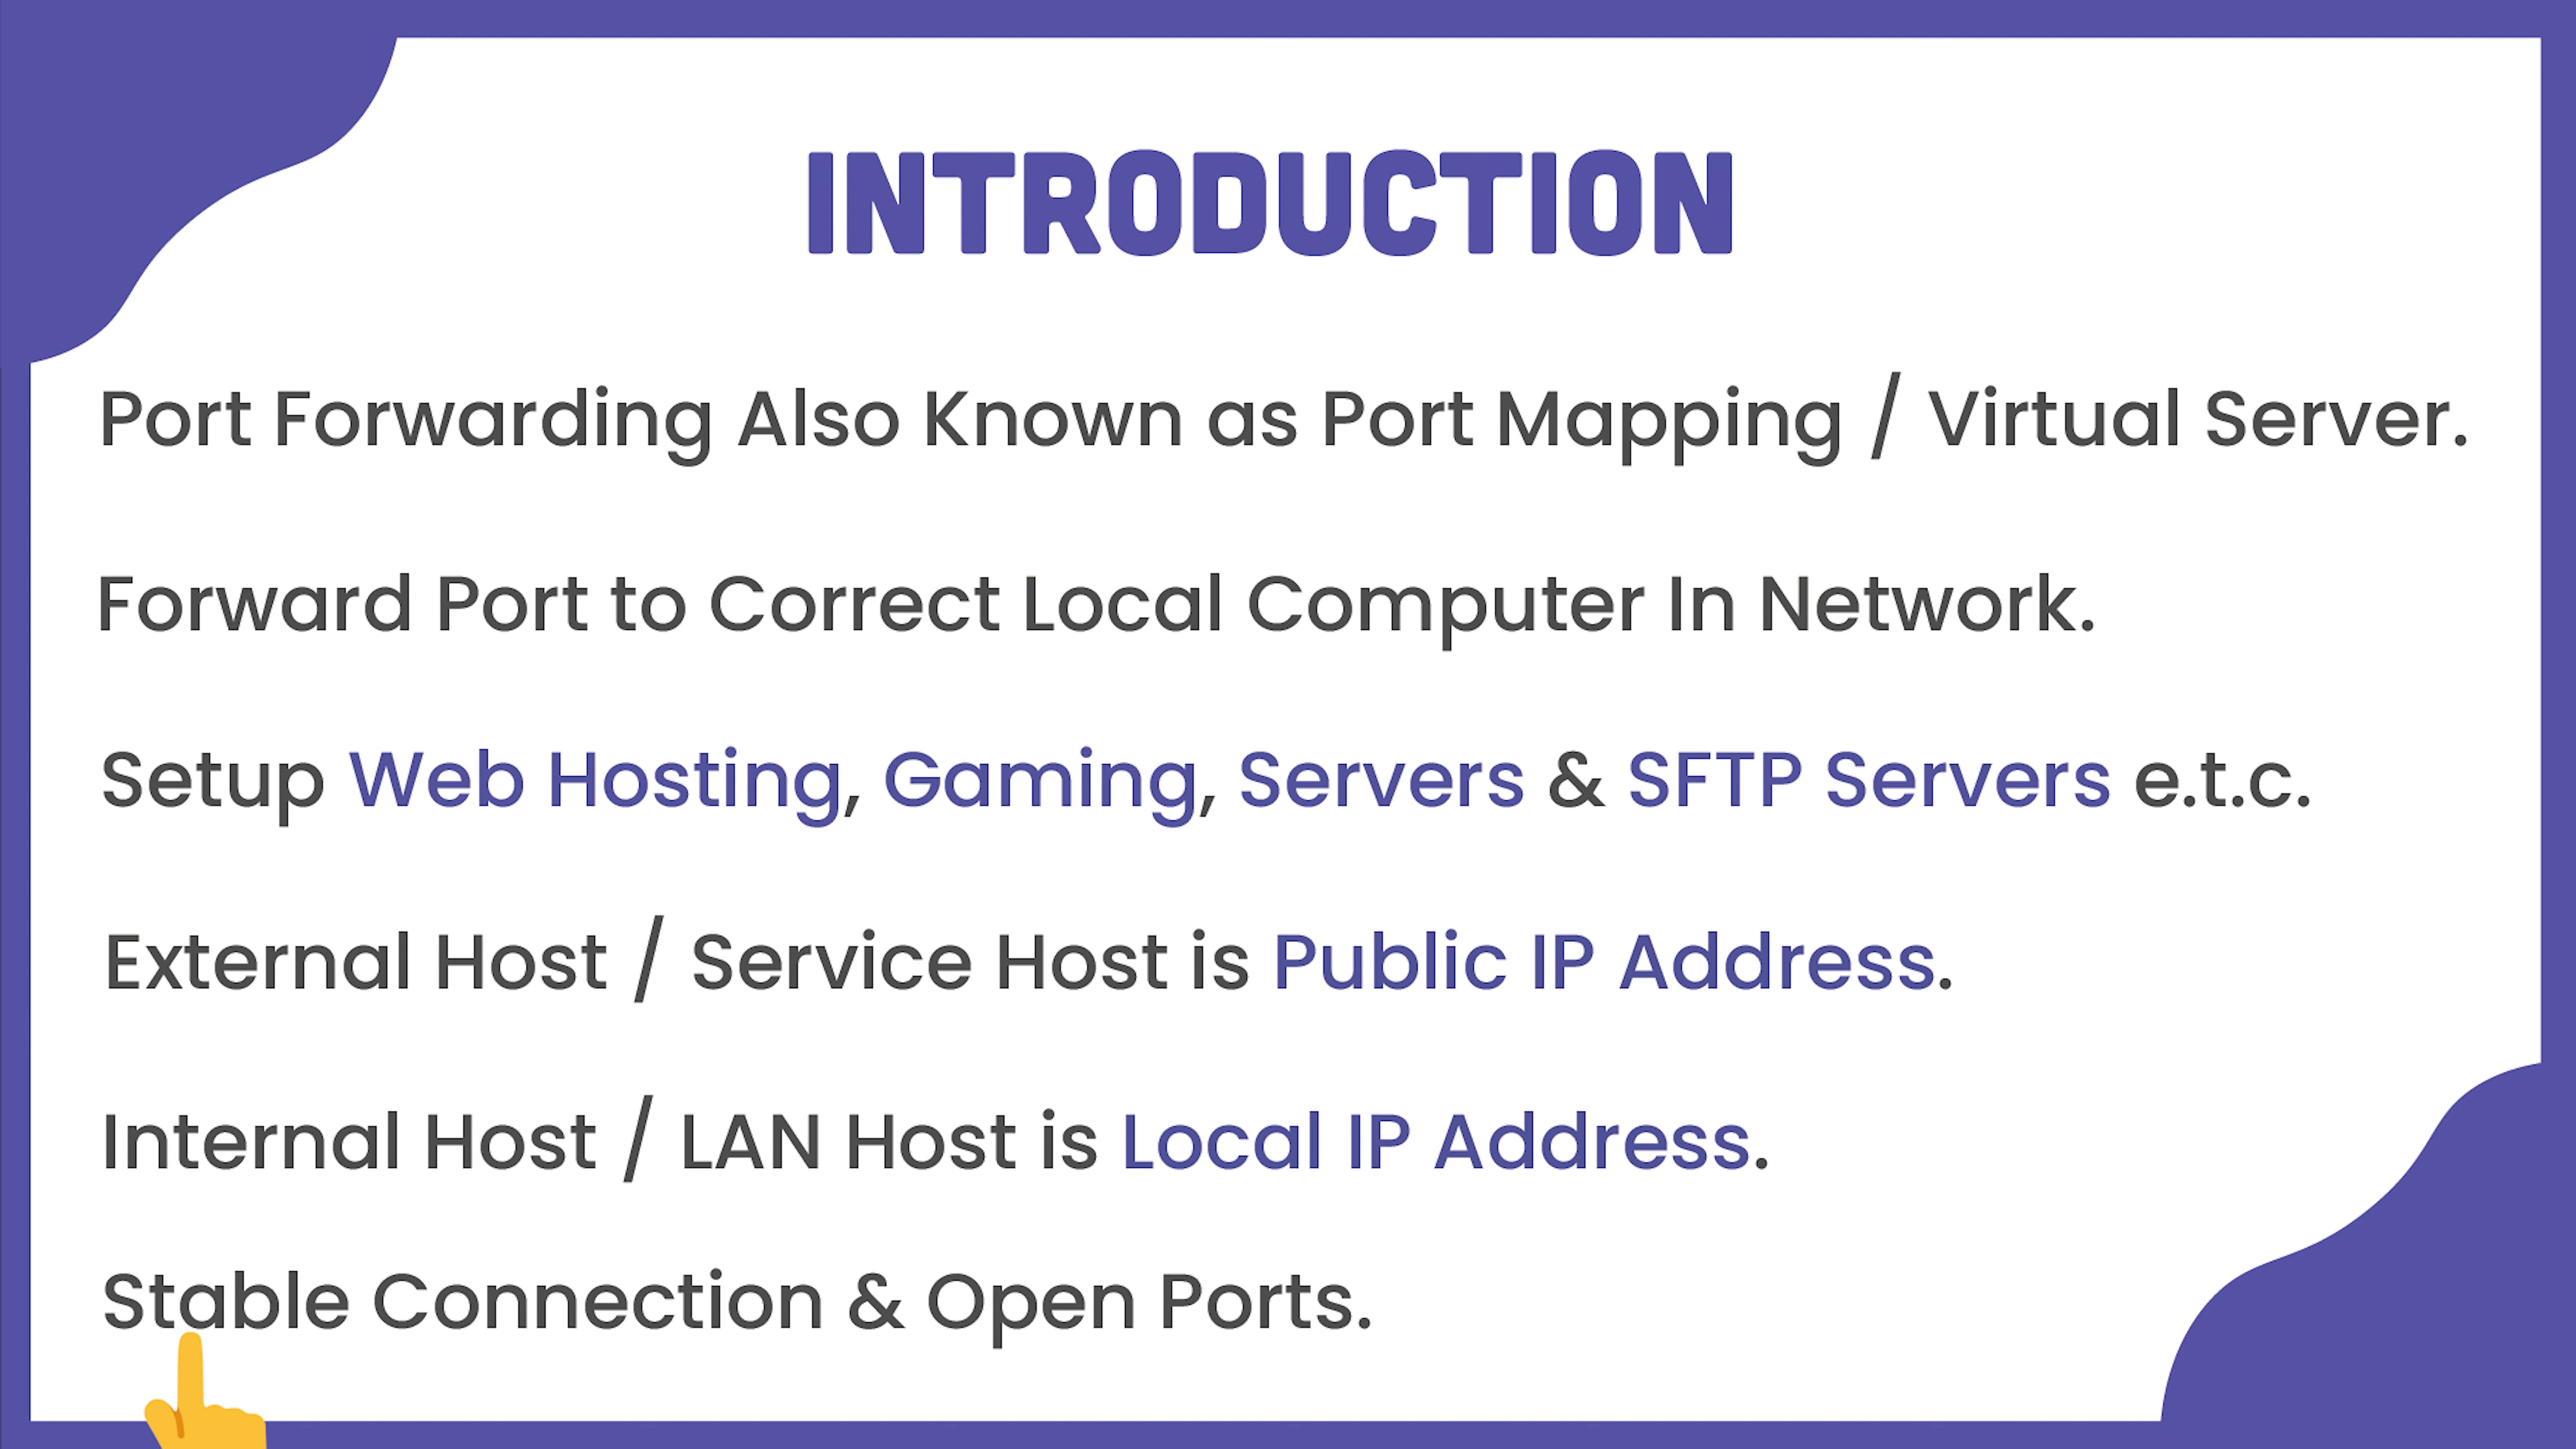 INTRODUCTION
Port Forwarding Also Known as Port Mapping / Virtual Server.
Forward Port to Correct Local Computer In Network.
Setup Web Hosting, Gaming, Servers & SFTP Servers e.t.c.
External Host / Service Host is Public IP Address.
Internal Host / LAN Host is Local IP Address.
Stable Connection & Open Ports.